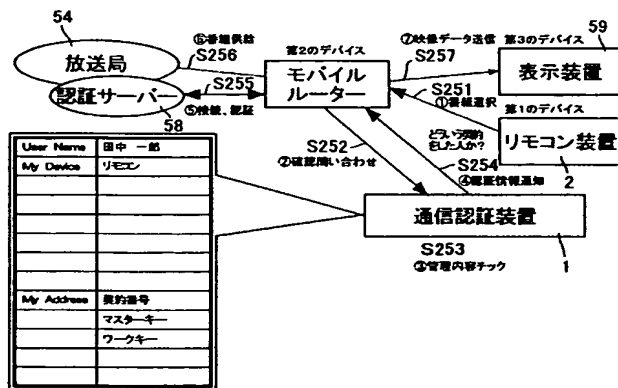 54
放送局
認証サーバー
58
⑥番組供給
S256
S255
⑤接続、認証
第2のデバイス
モバイル
ルーター
⑦映像データ送信
S257
第3のデバイス
59
表示装置
S251
①番組選択
第1のデバイス
リモコン装置
2
どういう契約
をした人か?
S254
④認証情報通知
S252
②確認問い合わせ
通信認証装置
1
S253
③管理内容チック
User Name 田中 一郎
My Device リモコン
My Address 契約番号
マスターキー
ワークキー